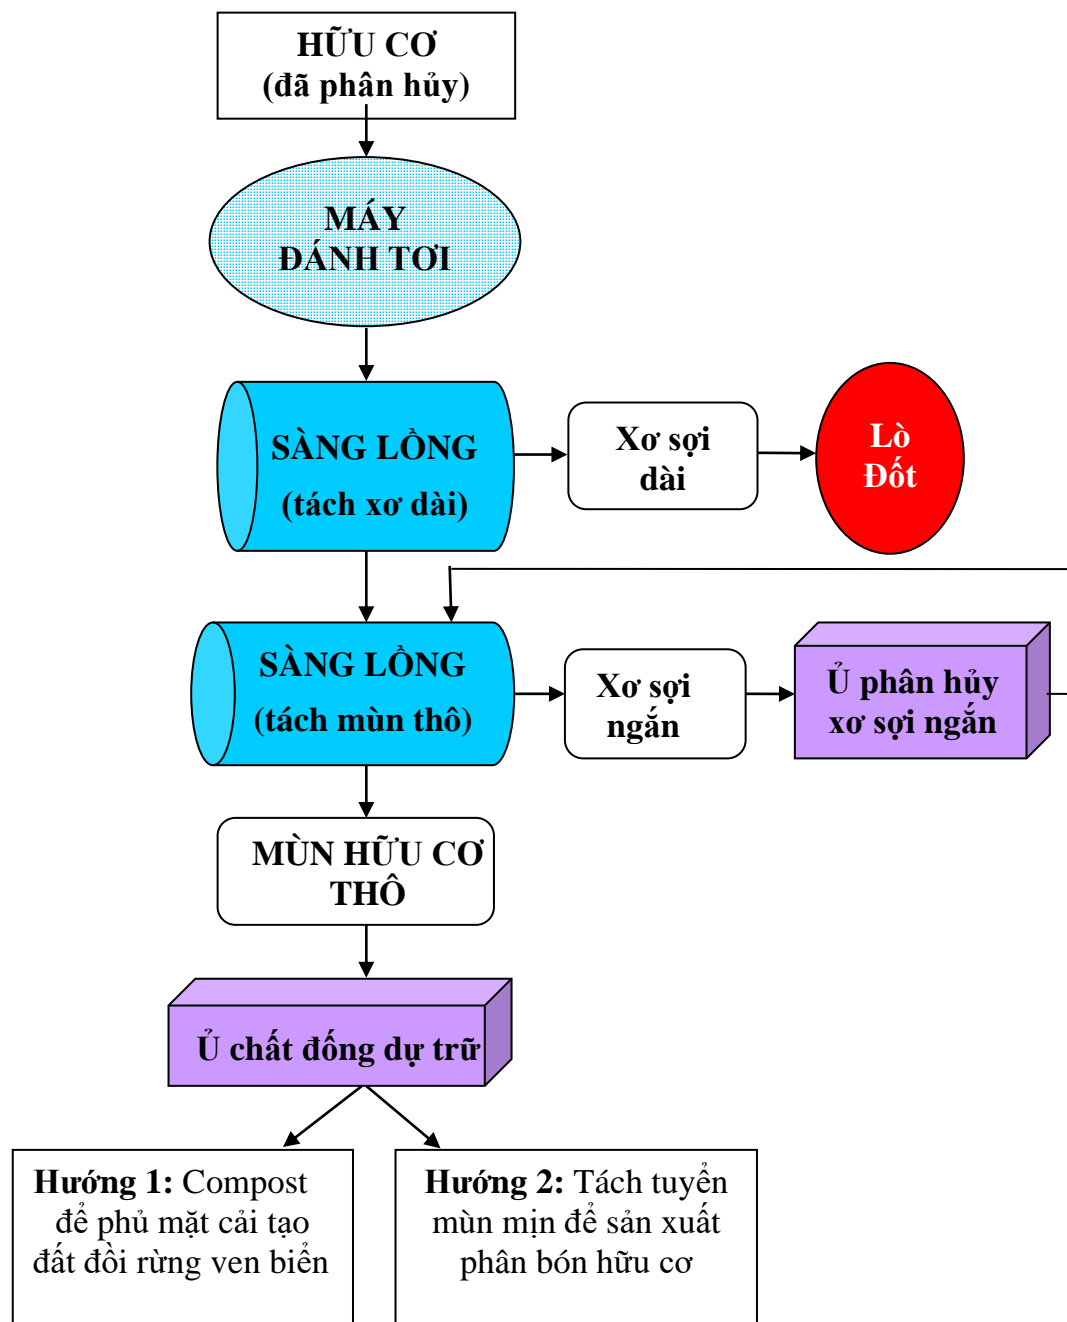 HỮU CƠ
(đã phân hủy)
MÁY
ĐÁNH TƠI
SÀNG LỒNG
(tách xơ dài)
Xơ sợi
dài
Lò
Đốt
SÀNG LỒNG
(tách mùn thô)
Xơ sợi
ngắn
Ủ phân hủy
xơ sợi ngắn
MÙN HỮU CƠ
THÔ
Ủ chất đống dự trữ
Hướng 1: Compost
để phủ mặt cải tạo
đất đồi rừng ven biển
Hướng 2: Tách tuyển
mùn mịn để sản xuất
phân bón hữu cơ